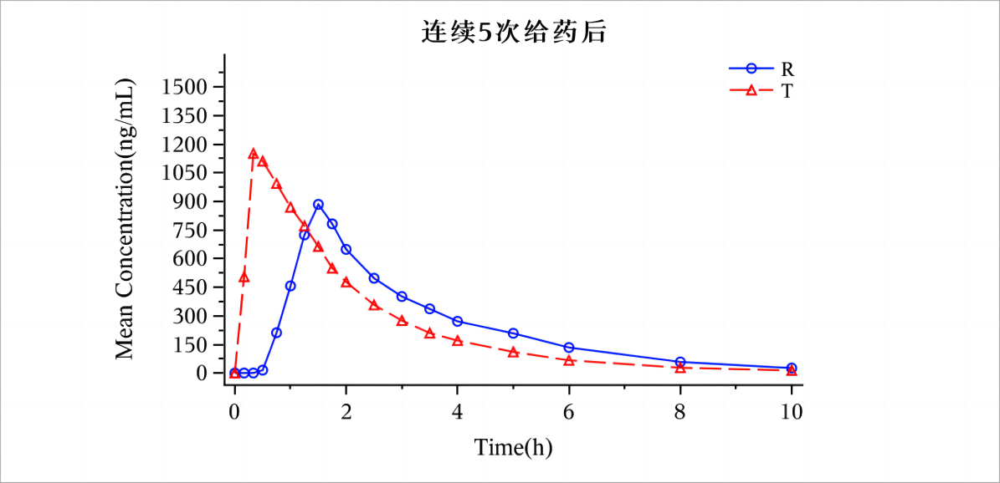 连续5次给药后
R
T
Mean Concentration(ng/mL)
1500
1350
1200
1050
900
750
600
450
300
150
0
0 2 4 6 8 10
Time(h)